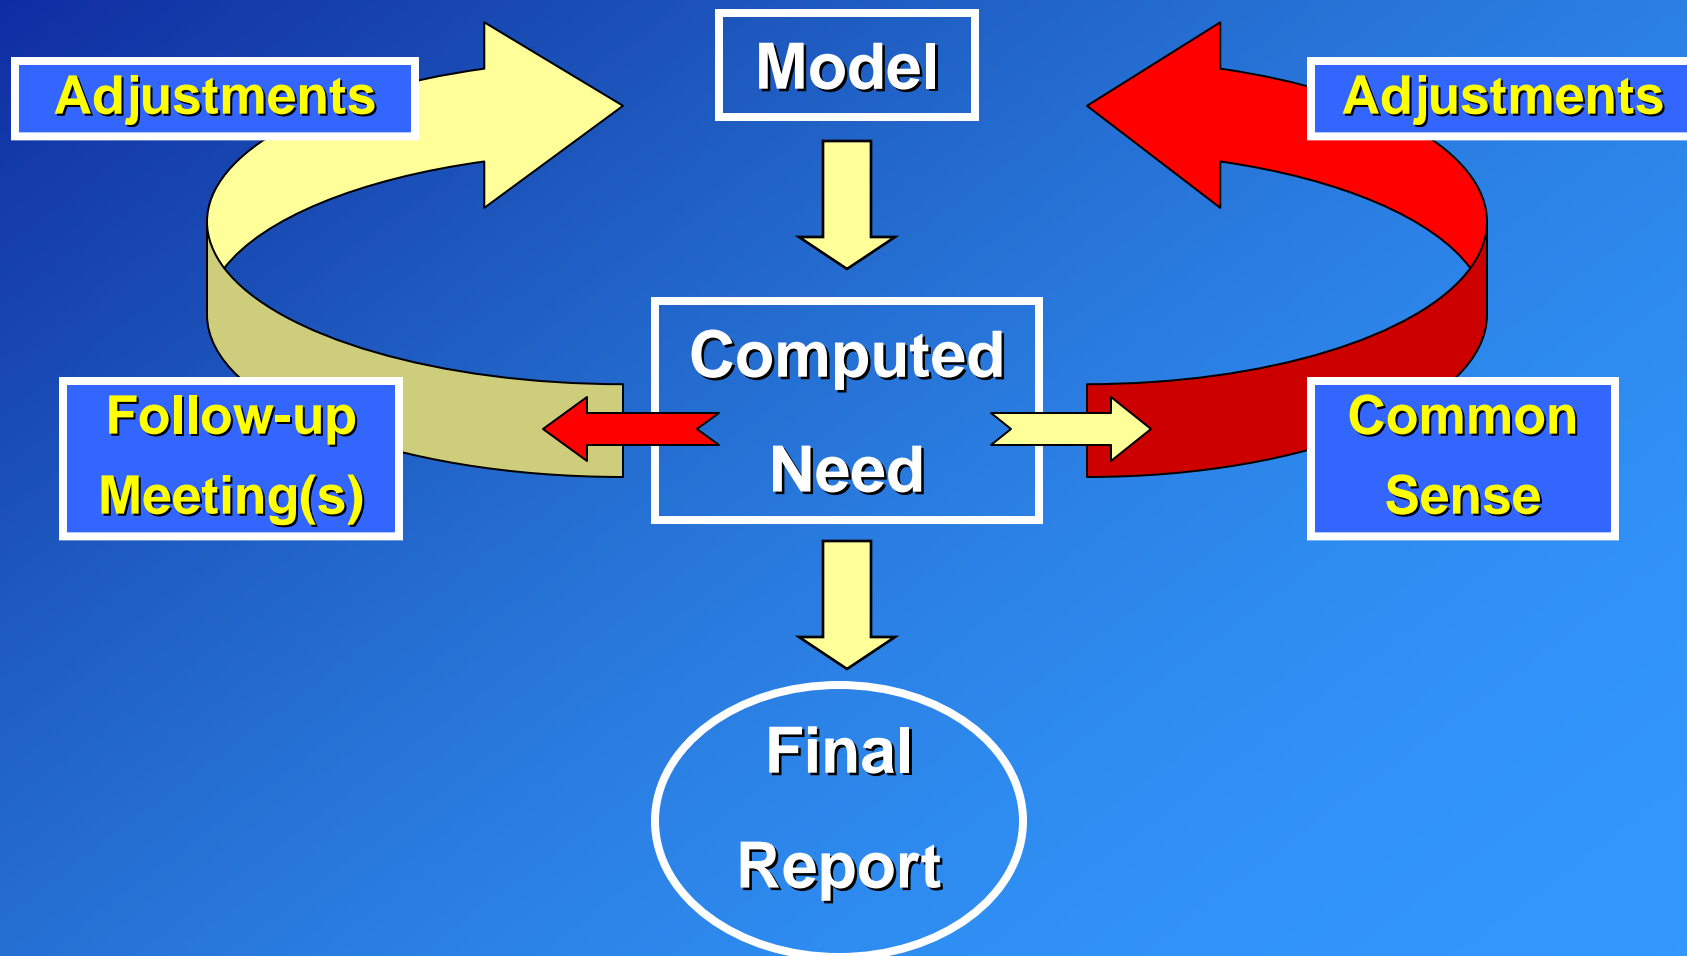 Model
Adjustments
Adjustments
Computed
Need
Follow-up
Meeting(s)
Common
Sense
Final
Report